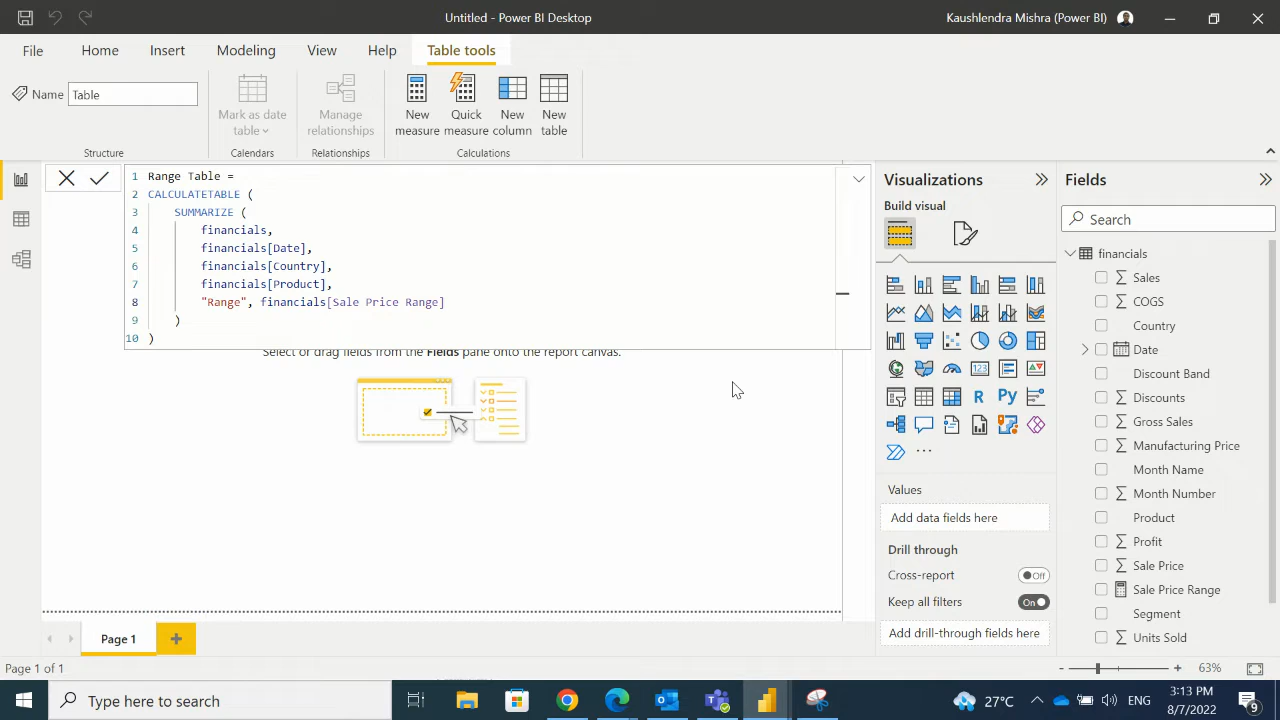 Untitled - Power BI Desktop
Kaushlendra Mishra (Power BI)
File
Home
Insert
Modeling
View
Help
Table tools
Name
Table
Mark as date
table
Manage
relationships
New
measure
Quick
measure
New
column
New
table
Structure
Calendars
Relationships
Calculations
1 Range Table =
2 CALCULATETABLE (
3 SUMMARIZE (
4 financials,
5 financials[Date],
6 financials[Country],
7 financials[Product],
8 "Range", financials[Sale Price Range]
9 )
10 )
Select or drag fields from the Fields pane onto the report canvas.
Visualizations
Build visual
R
Py
123
...
Values
Add data fields here
Drill through
Cross-report
Off
Keep all filters
On
Add drill-through fields here
Fields
Search
financials
Sales
COGS
Country
Date
Discount Band
Discounts
Gross Sales
Manufacturing Price
Month Name
Month Number
Product
Profit
Sale Price
Sale Price Range
Segment
Units Sold
Page 1
Page 1 of 1
- + 63%
Type here to search
27°C
ENG
3:13 PM
8/7/2022
9